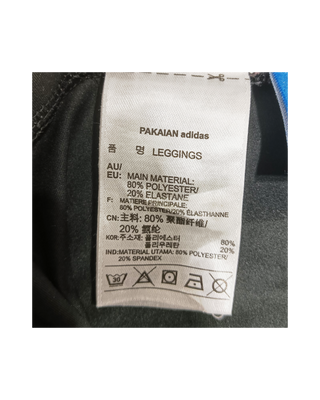 PAKAIAN adidas
품 명 LEGGINGS
AU/
EU: MAIN MATERIAL:
80% POLYESTER/
20% ELASTANE
F: MATIÈRE PRINCIPALE:
80% POLYESTER/20% ÉLASTHANNE
CN: 主料: 80% 聚酯纤维/
20% 氨纶
KOR: 주소재: 폴리에스터 80%
폴리우레탄 20%
IND: MATERIAL UTAMA: 80% POLYESTER/
20% SPANDEX
30